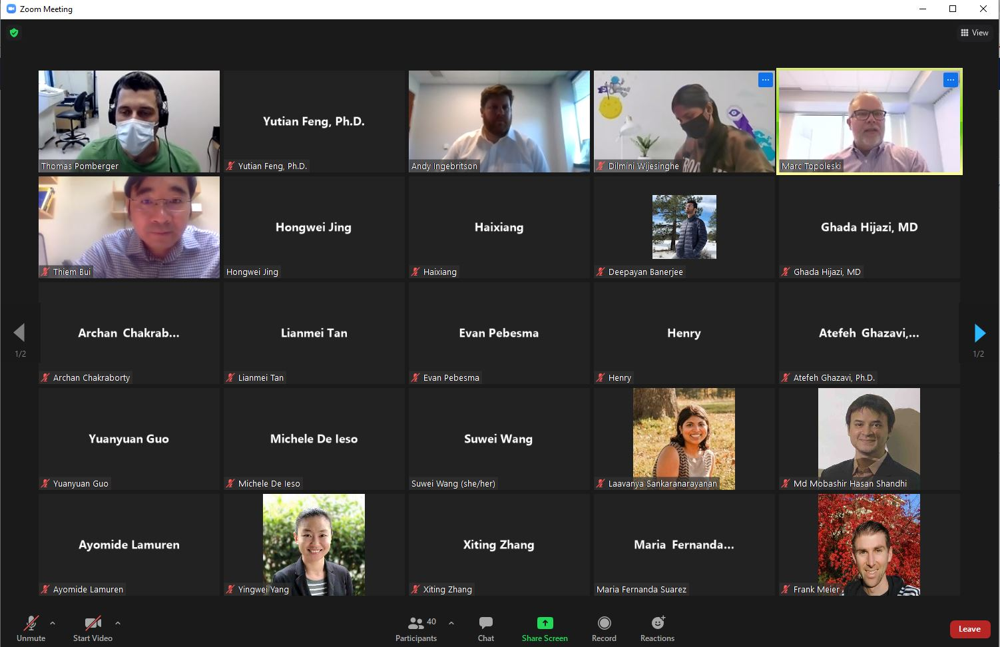 Zoom Meeting
View
Thomas Pomberger
Yutian Feng, Ph.D.
Yutian Feng, Ph.D.
Andy Ingebritson
Dilmini Wijesinghe
Marc Topoleski
Thiem Bui
Hongwei Jing
Hongwei Jing
Haixiang
Haixiang
Deepayan Banerjee
Ghada Hijazi, MD
Ghada Hijazi, MD
1/2
Archan Chakrab...
Archan Chakraborty
Lianmei Tan
Lianmei Tan
Evan Pebesma
Evan Pebesma
Henry
Henry
Atefeh Ghazavi,...
Atefeh Ghazavi, Ph.D.
1/2
Yuanyuan Guo
Yuanyuan Guo
Michele De Ieso
Michele De Ieso
Suwei Wang
Suwei Wang (she/her)
Laavanya Sankaranarayanan
Md Mobashir Hasan Shandhi
Ayomide Lamuren
Ayomide Lamuren
Yingwei Yang
Xiting Zhang
Xiting Zhang
Maria Fernanda...
Maria Fernanda Suarez
Frank Meier
Unmute
Start Video
40
Participants
Chat
Share Screen
Record
Reactions
Leave